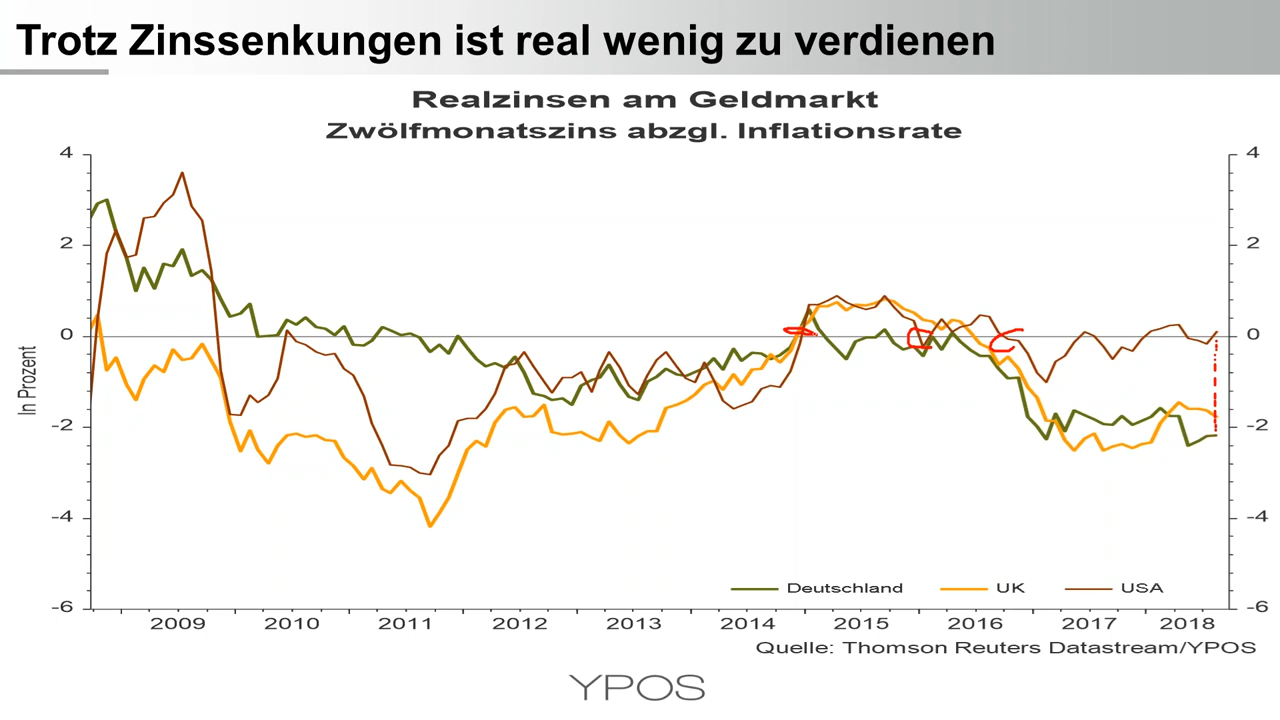 Trotz Zinssenkungen ist real wenig zu verdienen
Realzinsen am Geldmarkt
Zwölfmonatszins abzgl. Inflationsrate
4 4
2 2
0 0
-2 -2
-4 -4
-6 -6
In Prozent
Deutschland UK USA
2009 2010 2011 2012 2013 2014 2015 2016 2017 2018
Quelle: Thomson Reuters Datastream/YPOS
YPOS